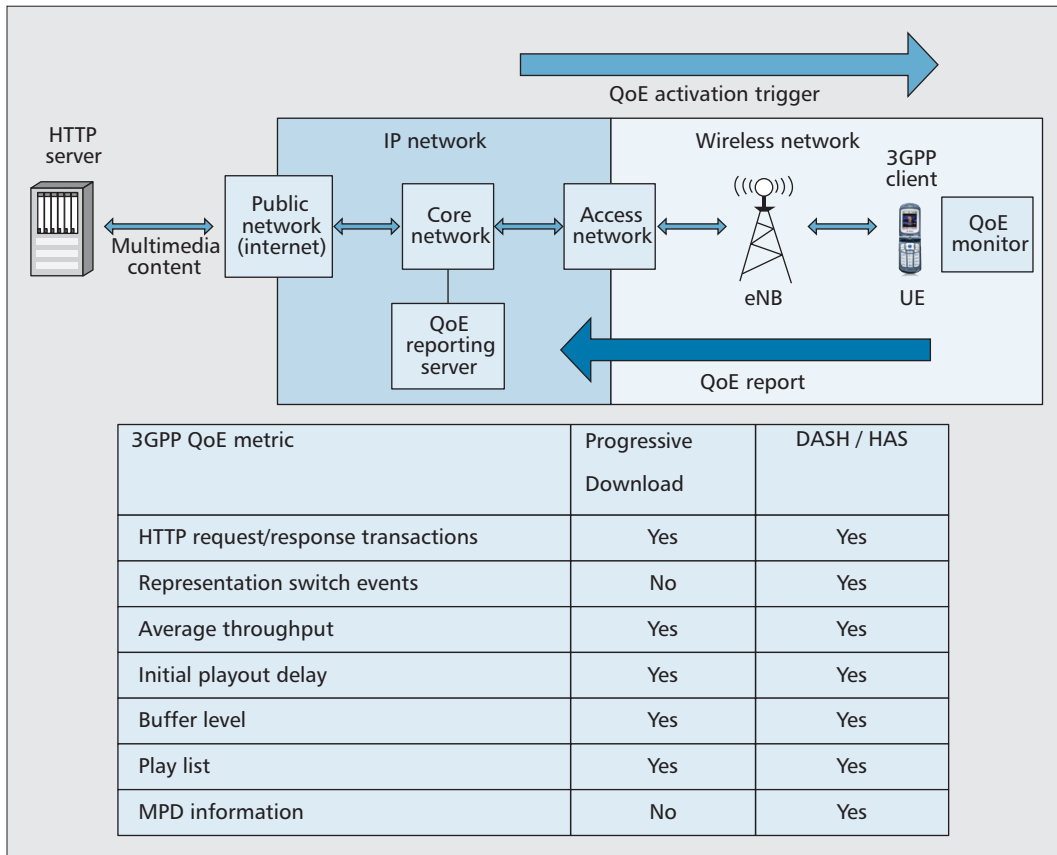 QoE activation trigger
HTTP
server
IP network
Wireless network
3GPP
client
Public
network
(internet)
Core
network
Access
network
QoE
monitor
Multimedia
content
eNB
UE
QoE
reporting
server
QoE report
3GPP QoE metric
Progressive
Download
DASH / HAS
HTTP request/response transactions Yes Yes
Representation switch events No Yes
Average throughput Yes Yes
Initial playout delay Yes Yes
Buffer level Yes Yes
Play list Yes Yes
MPD information No Yes